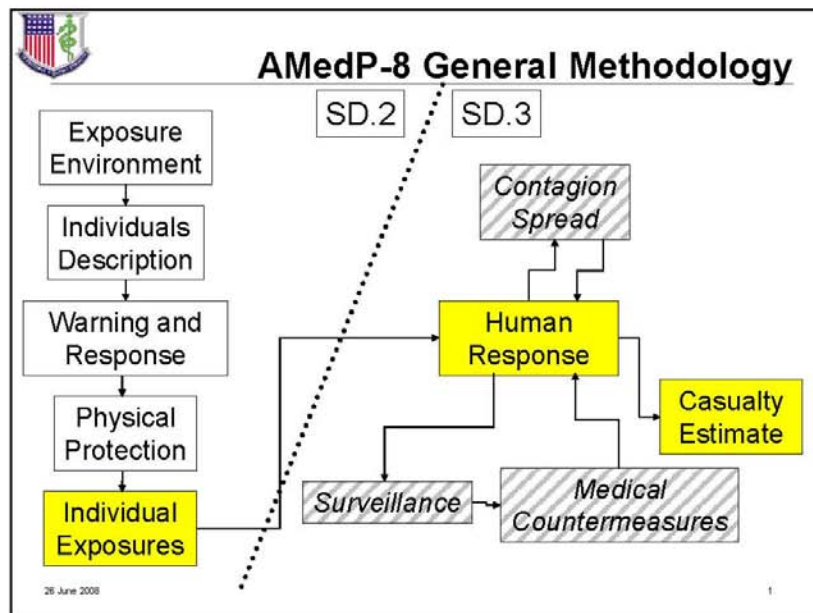 AMedP-8 General Methodology
SD.2
SD.3
Exposure
Environment
Individuals
Description
Warning and
Response
Physical
Protection
Individual
Exposures
Contagion
Spread
Human
Response
Casualty
Estimate
Surveillance
Medical
Countermeasures
26 June 2008
1